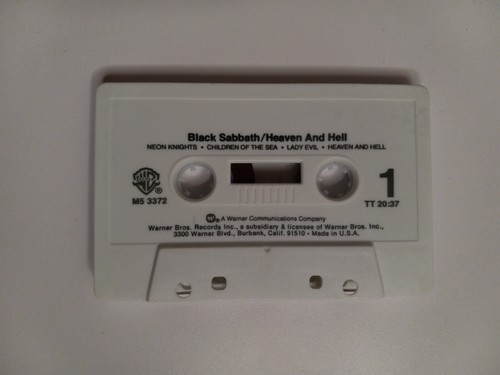 Black Sabbath/Heaven And Hell
NEON KNIGHTS • CHILDREN OF THE SEA • LADY EVIL • HEAVEN AND HELL
M5 3372
1
TT 20:37
A Warner Communications Company
Warner Bros. Records Inc., a subsidiary & licensee of Warner Bros. Inc.,
3300 Warner Blvd., Burbank, Calif. 91510 • Made in U.S.A.